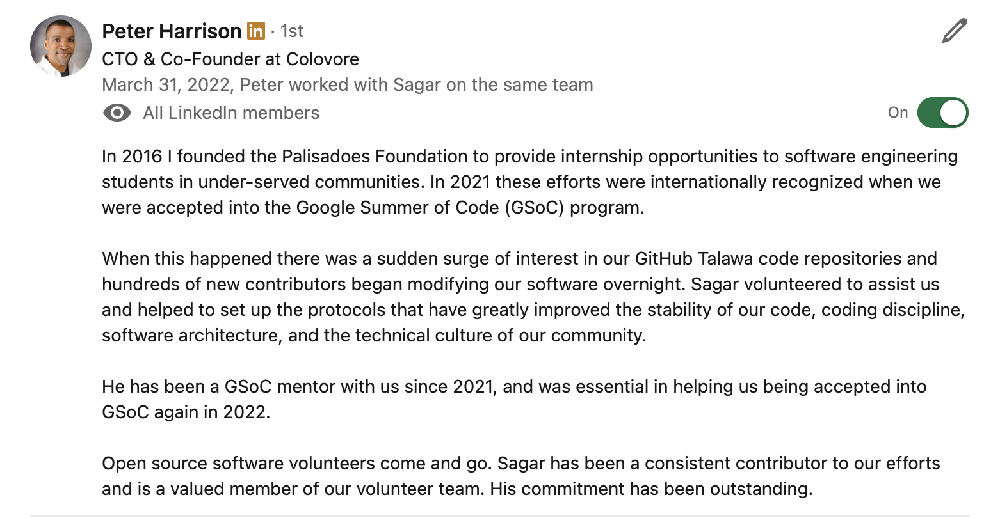 Peter Harrison in · 1st
CTO & Co-Founder at Colovore
March 31, 2022, Peter worked with Sagar on the same team
All LinkedIn members
On
In 2016 I founded the Palisadoes Foundation to provide internship opportunities to software engineering
students in under-served communities. In 2021 these efforts were internationally recognized when we
were accepted into the Google Summer of Code (GSoC) program.
When this happened there was a sudden surge of interest in our GitHub Talawa code repositories and
hundreds of new contributors began modifying our software overnight. Sagar volunteered to assist us
and helped to set up the protocols that have greatly improved the stability of our code, coding discipline,
software architecture, and the technical culture of our community.
He has been a GSoC mentor with us since 2021, and was essential in helping us being accepted into
GSoC again in 2022.
Open source software volunteers come and go. Sagar has been a consistent contributor to our efforts
and is a valued member of our volunteer team. His commitment has been outstanding.